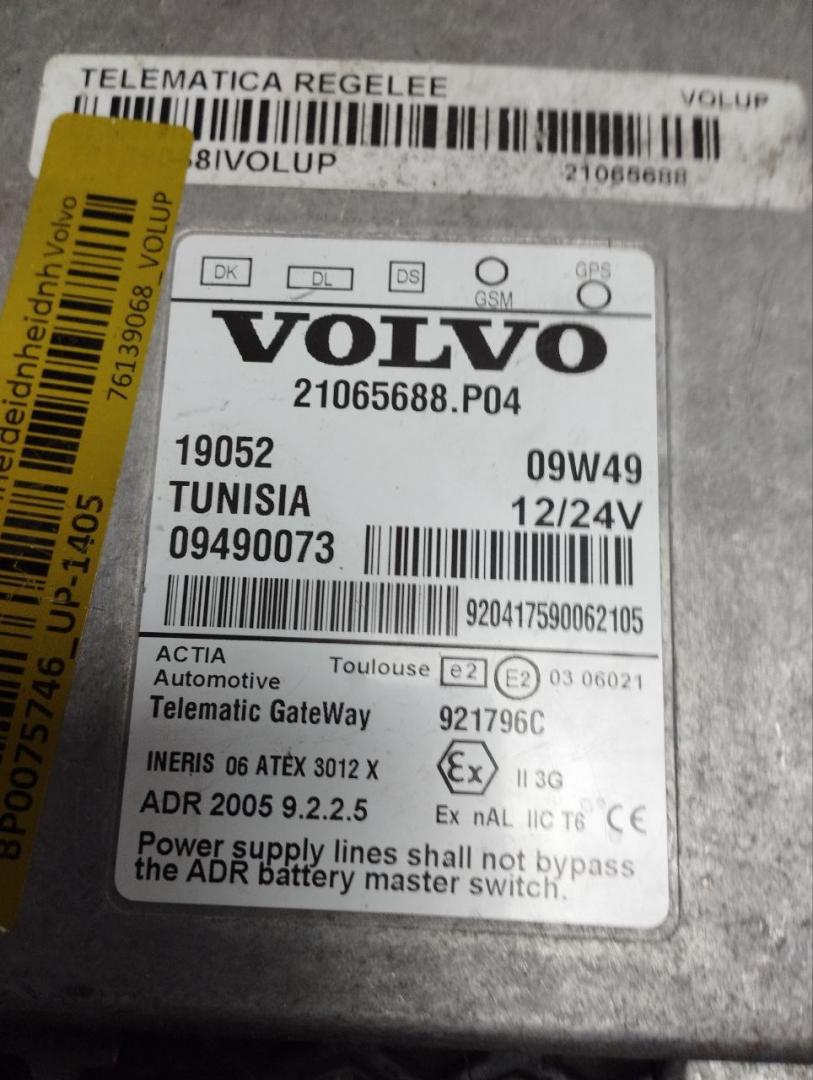 TELEMATICA REGELEE
VOLUP
68IVOLUP
21065688
DK
DL
DS
GSM
GPS
VOLVO
21065688.P04
19052
09W49
TUNISIA
12/24V
09490073
920417590062105
ACTIA
Automotive
Toulouse
e2
E2
03 06021
Telematic GateWay
921796C
INERIS 06 ATEX 3012 X
Ex
II 3G
ADR 2005 9.2.2.5
Ex nAL IIC T6
CE
Power supply lines shall not bypass
the ADR battery master switch.
Volvo
76139068_VOLUP
BP0075746_UP-1405